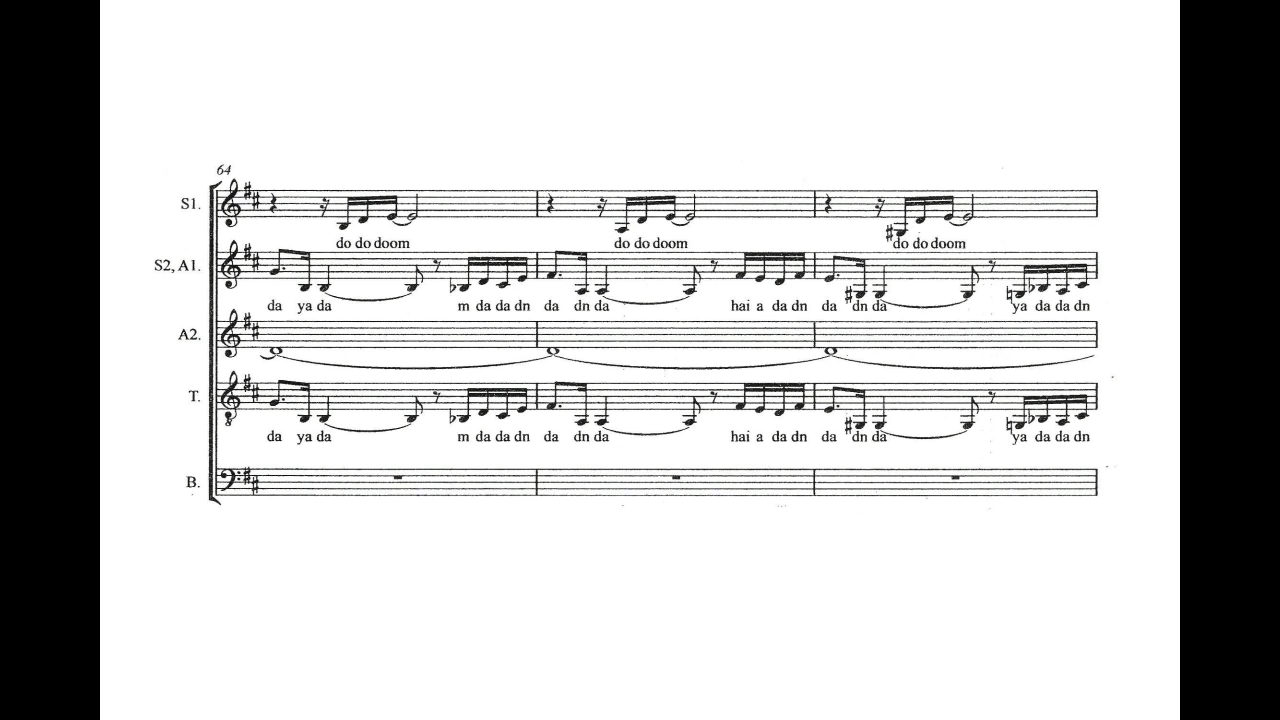 64
S1.
do do doom do do doom do do doom
S2, A1.
da ya da m da da dn da dn da hai a da dn da dn da ya da da dn
A2.
T.
da ya da m da da dn da dn da hai a da dn da dn da ya da da dn
B.